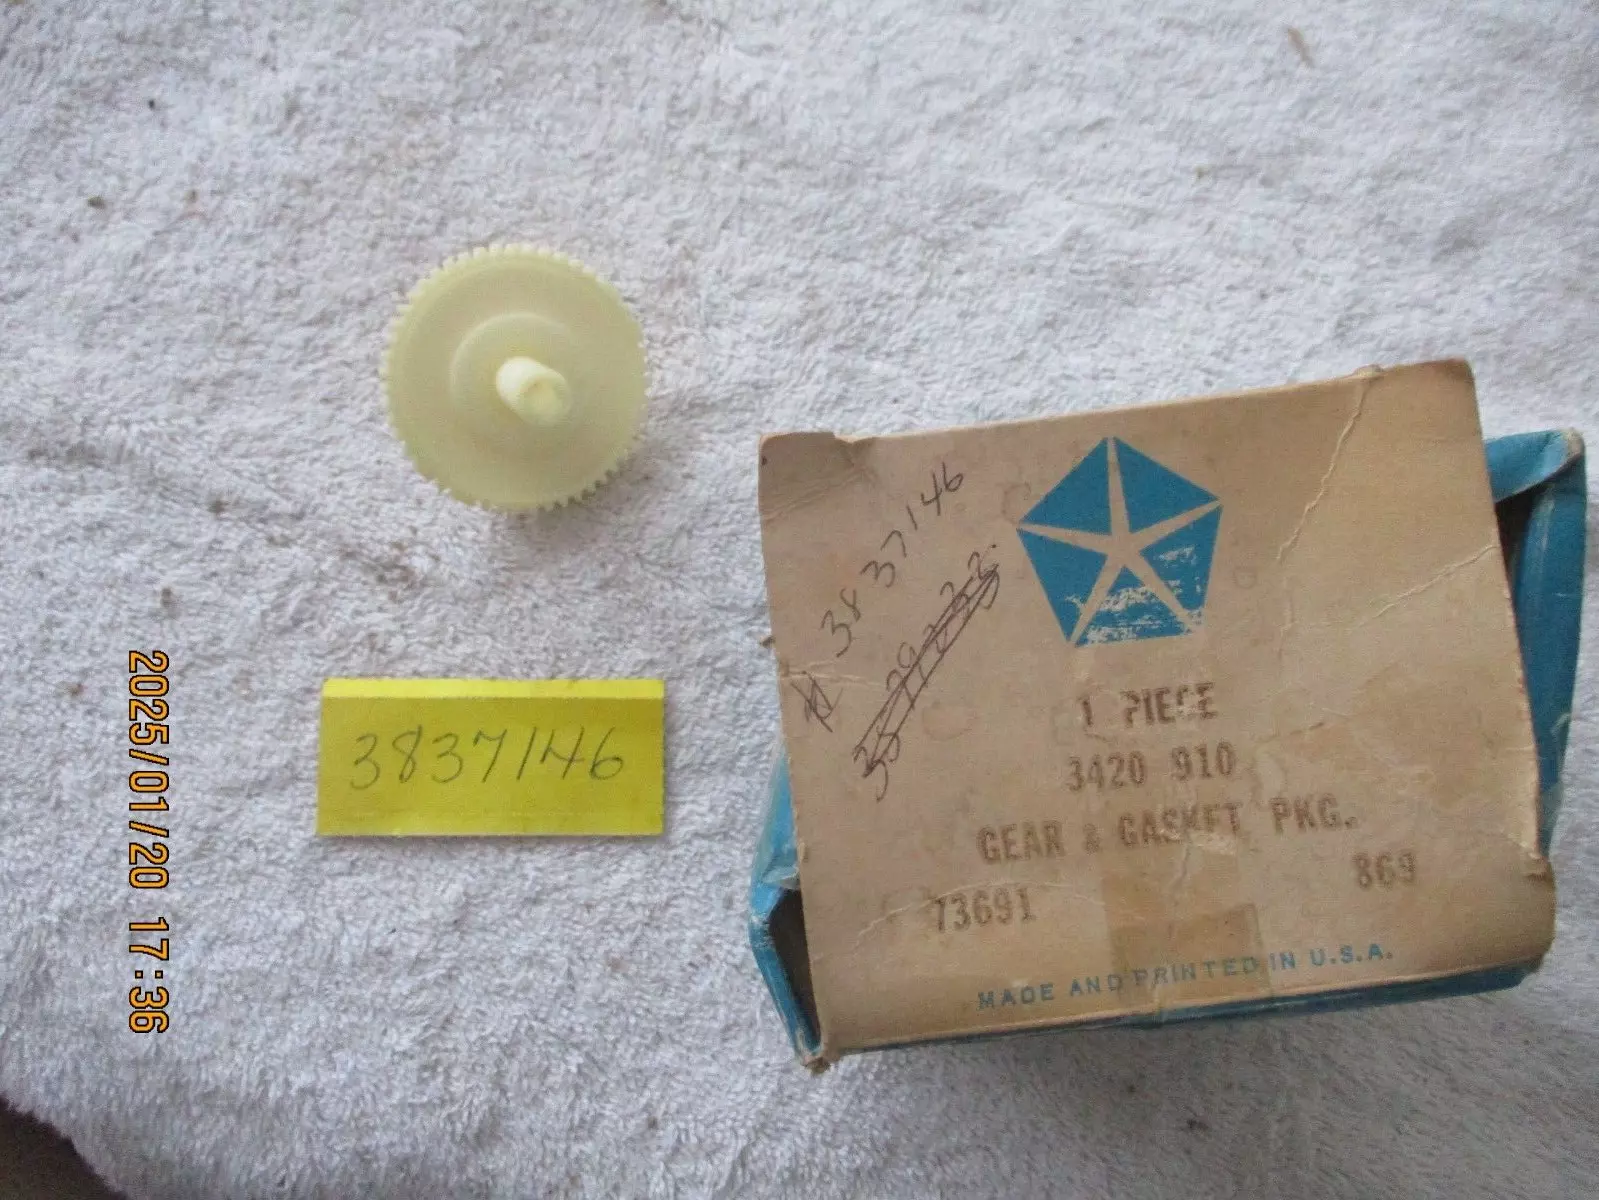 3837146
3837146
1 PIECE
3420 910
GEAR & GASKET PKG.
73691
869
MADE AND PRINTED IN U.S.A.
2025/01/20 17:36